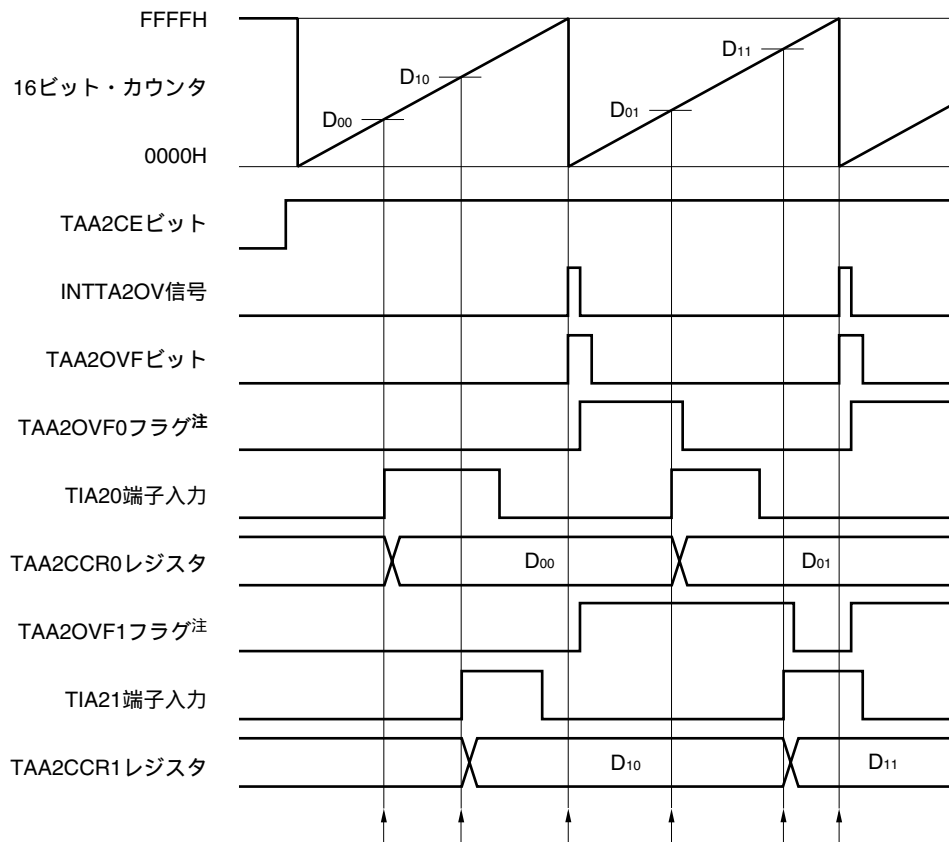 FFFFH
16ビット・カウンタ
0000H
D00
D10
D01
D11
TAA2CEビット
INTTA2OV信号
TAA2OVFビット
TAA2OVF0フラグ注
TIA20端子入力
TAA2CCR0レジスタ
D00
D01
TAA2OVF1フラグ注
TIA21端子入力
TAA2CCR1レジスタ
D10
D11